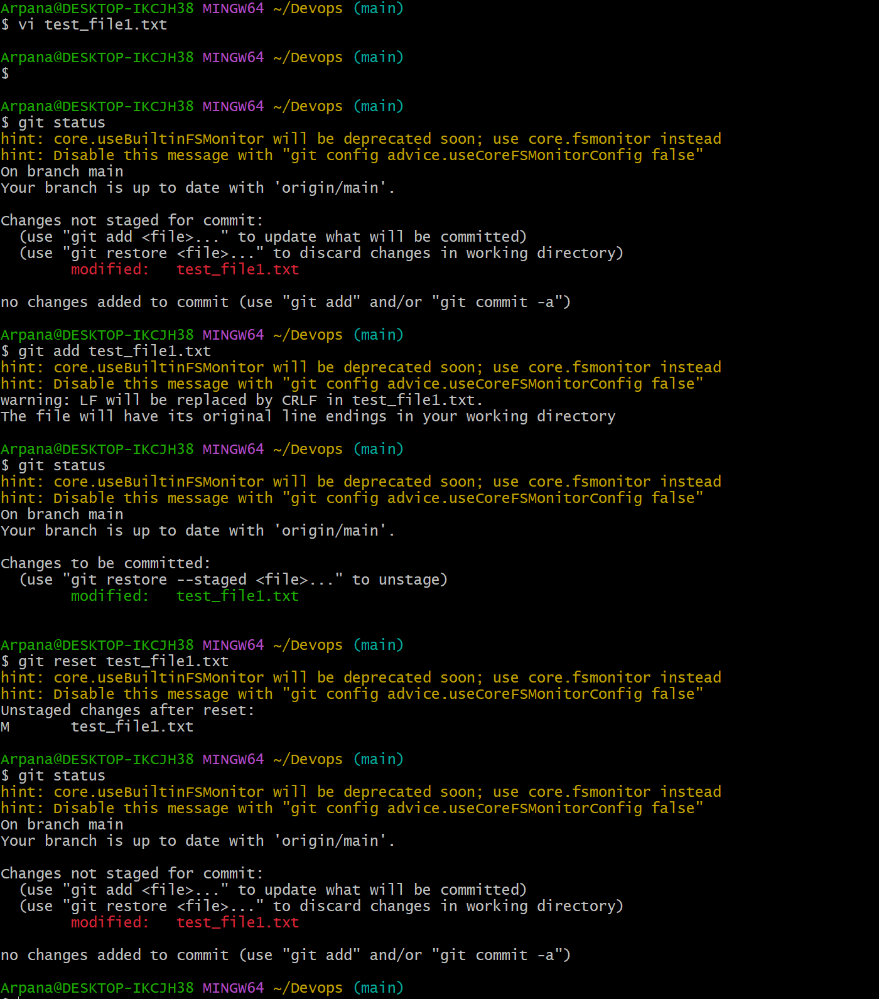 Arpana@DESKTOP-IKCJH38 MINGW64 ~/Devops (main)
$ vi test_file1.txt
Arpana@DESKTOP-IKCJH38 MINGW64 ~/Devops (main)
$
Arpana@DESKTOP-IKCJH38 MINGW64 ~/Devops (main)
$ git status
hint: core.useBuiltinFSMonitor will be deprecated soon; use core.fsmonitor instead
hint: Disable this message with "git config advice.useCoreFSMonitorConfig false"
On branch main
Your branch is up to date with 'origin/main'.
Changes not staged for commit:
  (use "git add <file>..." to update what will be committed)
  (use "git restore <file>..." to discard changes in working directory)
        modified:   test_file1.txt
no changes added to commit (use "git add" and/or "git commit -a")
Arpana@DESKTOP-IKCJH38 MINGW64 ~/Devops (main)
$ git add test_file1.txt
hint: core.useBuiltinFSMonitor will be deprecated soon; use core.fsmonitor instead
hint: Disable this message with "git config advice.useCoreFSMonitorConfig false"
warning: LF will be replaced by CRLF in test_file1.txt.
The file will have its original line endings in your working directory
Arpana@DESKTOP-IKCJH38 MINGW64 ~/Devops (main)
$ git status
hint: core.useBuiltinFSMonitor will be deprecated soon; use core.fsmonitor instead
hint: Disable this message with "git config advice.useCoreFSMonitorConfig false"
On branch main
Your branch is up to date with 'origin/main'.
Changes to be committed:
  (use "git restore --staged <file>..." to unstage)
        modified:   test_file1.txt
Arpana@DESKTOP-IKCJH38 MINGW64 ~/Devops (main)
$ git reset test_file1.txt
hint: core.useBuiltinFSMonitor will be deprecated soon; use core.fsmonitor instead
hint: Disable this message with "git config advice.useCoreFSMonitorConfig false"
Unstaged changes after reset:
M       test_file1.txt
Arpana@DESKTOP-IKCJH38 MINGW64 ~/Devops (main)
$ git status
hint: core.useBuiltinFSMonitor will be deprecated soon; use core.fsmonitor instead
hint: Disable this message with "git config advice.useCoreFSMonitorConfig false"
On branch main
Your branch is up to date with 'origin/main'.
Changes not staged for commit:
  (use "git add <file>..." to update what will be committed)
  (use "git restore <file>..." to discard changes in working directory)
        modified:   test_file1.txt
no changes added to commit (use "git add" and/or "git commit -a")
Arpana@DESKTOP-IKCJH38 MINGW64 ~/Devops (main)